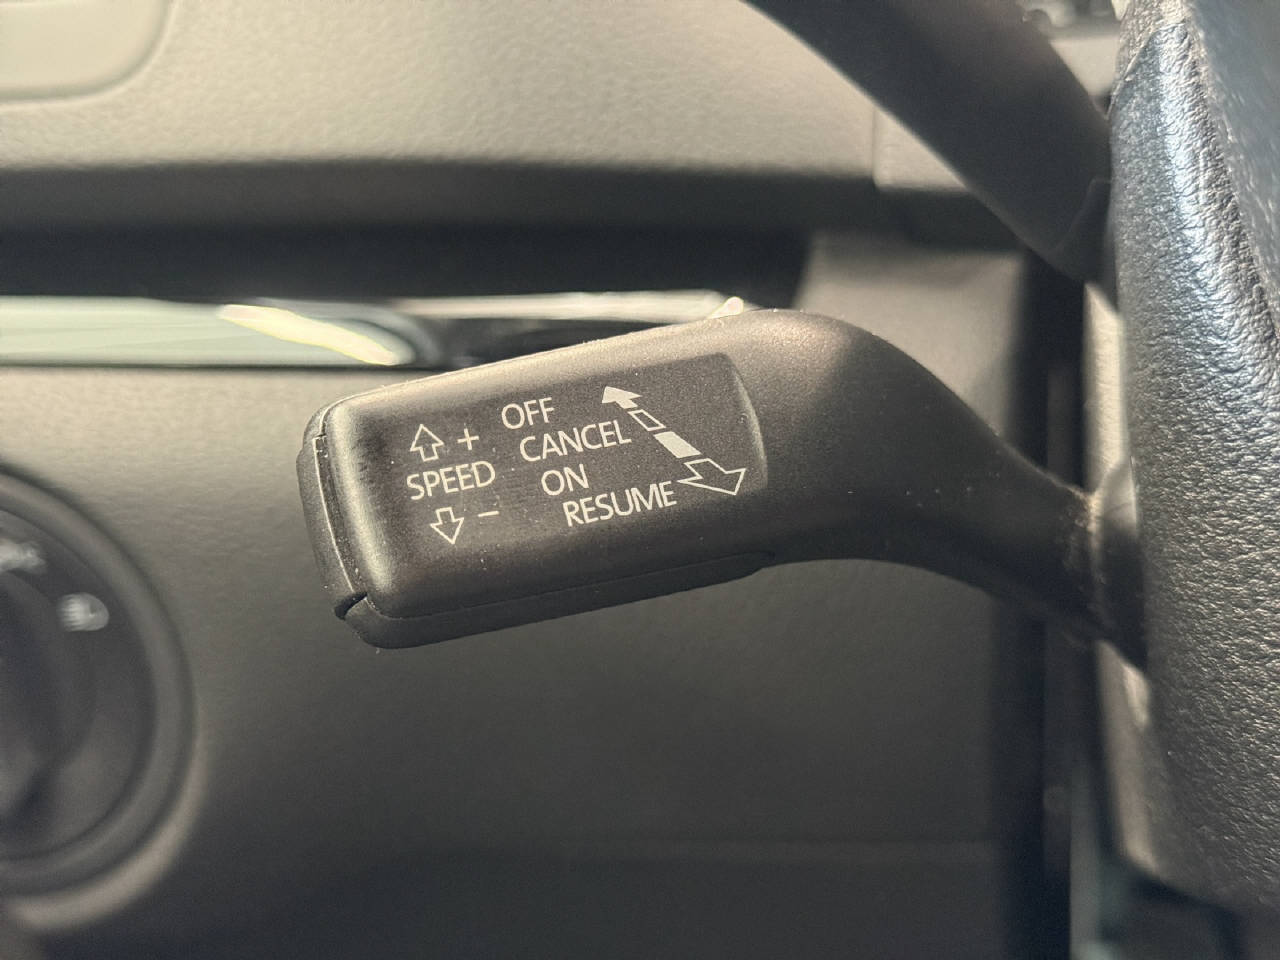 +
SPEED
-
OFF
CANCEL
ON
RESUME